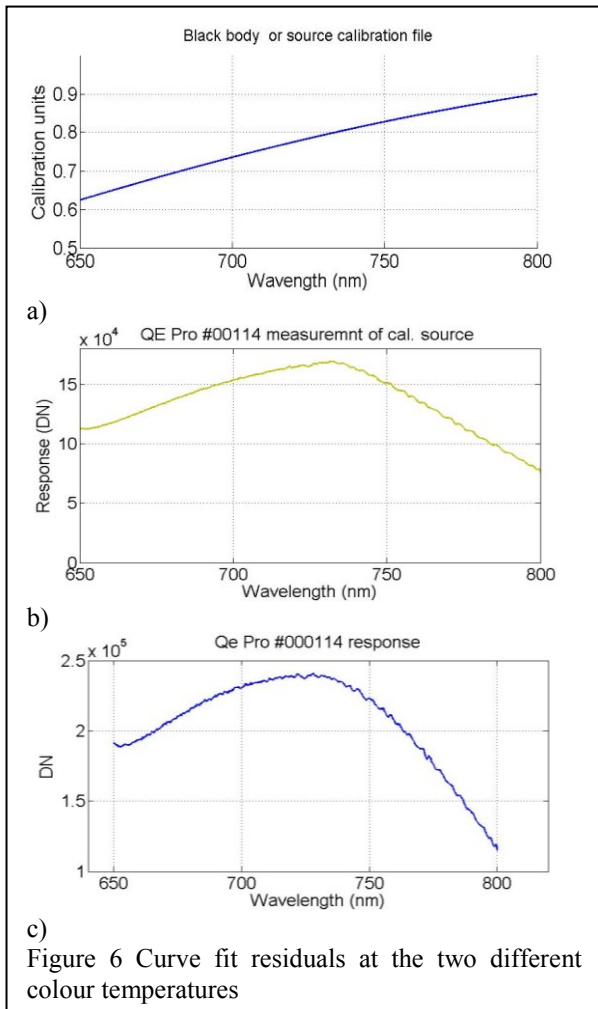 Black body or source calibration file
Calibration units
0.9
0.8
0.7
0.6
0.5
650 700 750 800
Wavength (nm)
a)
x 10^4
QE Pro #00114 measuremnt of cal. source
Response (DN)
15
10
5
0
650 700 750 800
Wavelength (nm)
b)
x 10^5
Qe Pro #000114 response
DN
2.5
2
1.5
1
650 700 750 800
Wavelength (nm)
c)
Figure 6 Curve fit residuals at the two different
colour temperatures